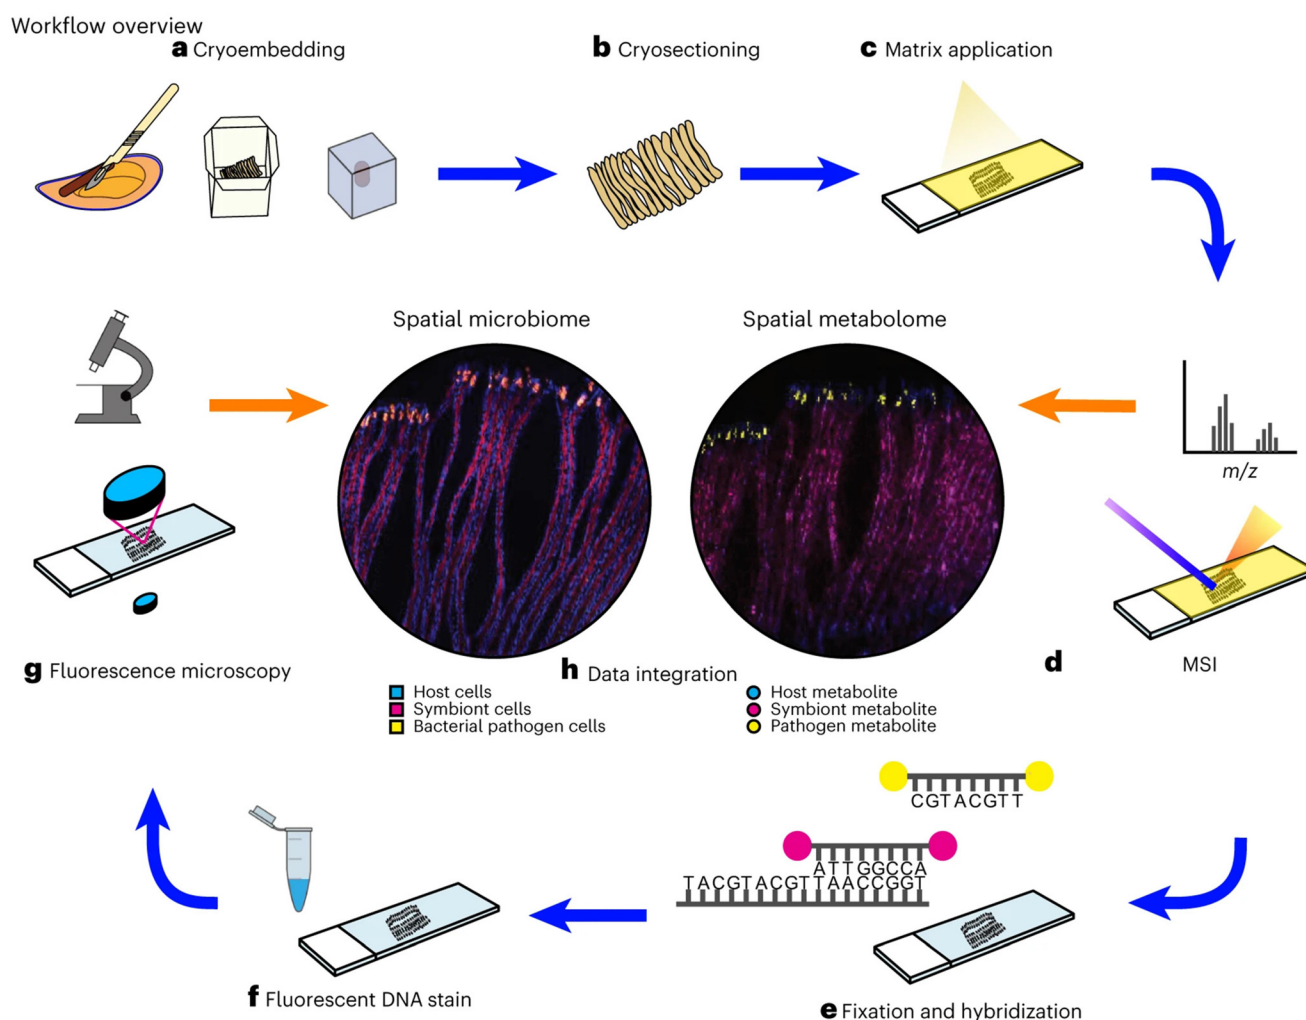 Workflow overview
a Cryoembedding
b Cryosectioning
c Matrix application
Spatial microbiome
Spatial metabolome
m/z
g Fluorescence microscopy
h Data integration
d MSI
Host cells
Symbiont cells
Bacterial pathogen cells
Host metabolite
Symbiont metabolite
Pathogen metabolite
CGTACGTT
ATTGGCCA
TACGTACGTTAACCGGT
f Fluorescent DNA stain
e Fixation and hybridization